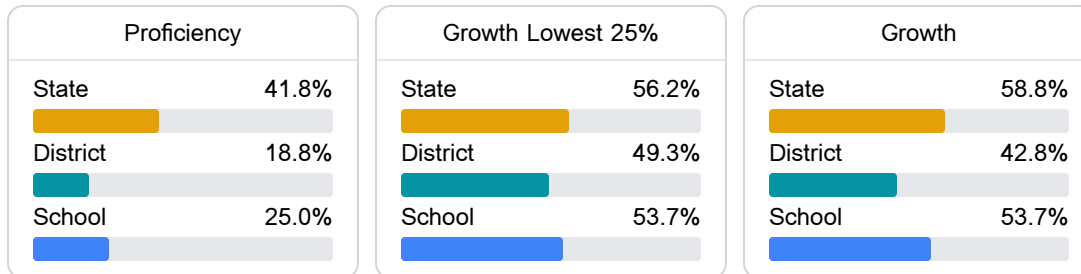 Proficiency
State 41.8%
District 18.8%
School 25.0%
Growth Lowest 25%
State 56.2%
District 49.3%
School 53.7%
Growth
State 58.8%
District 42.8%
School 53.7%